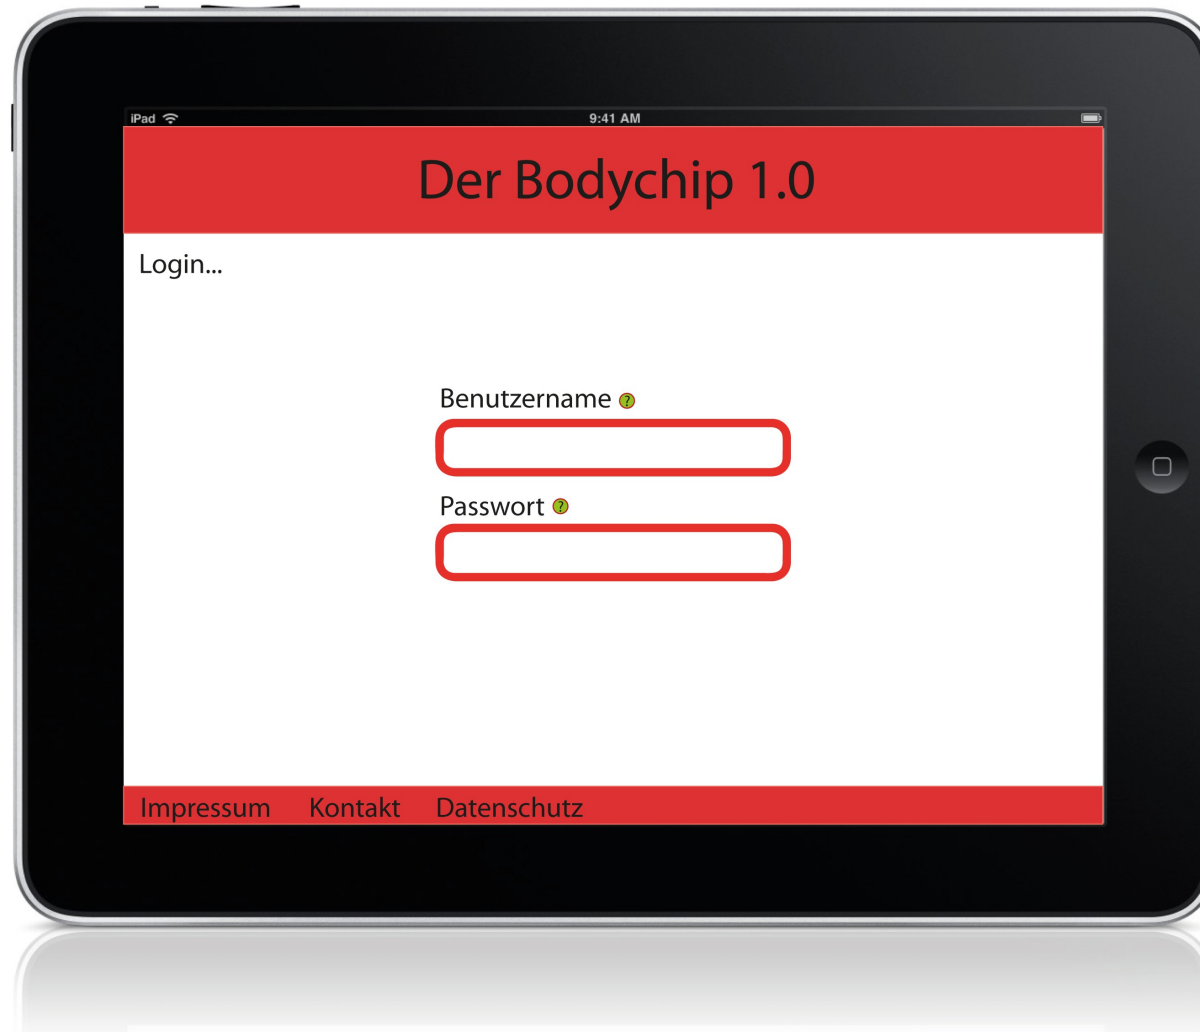 iPad 9:41 AM
Der Bodychip 1.0
Login...
Benutzername ?
Passwort ?
Impressum Kontakt Datenschutz